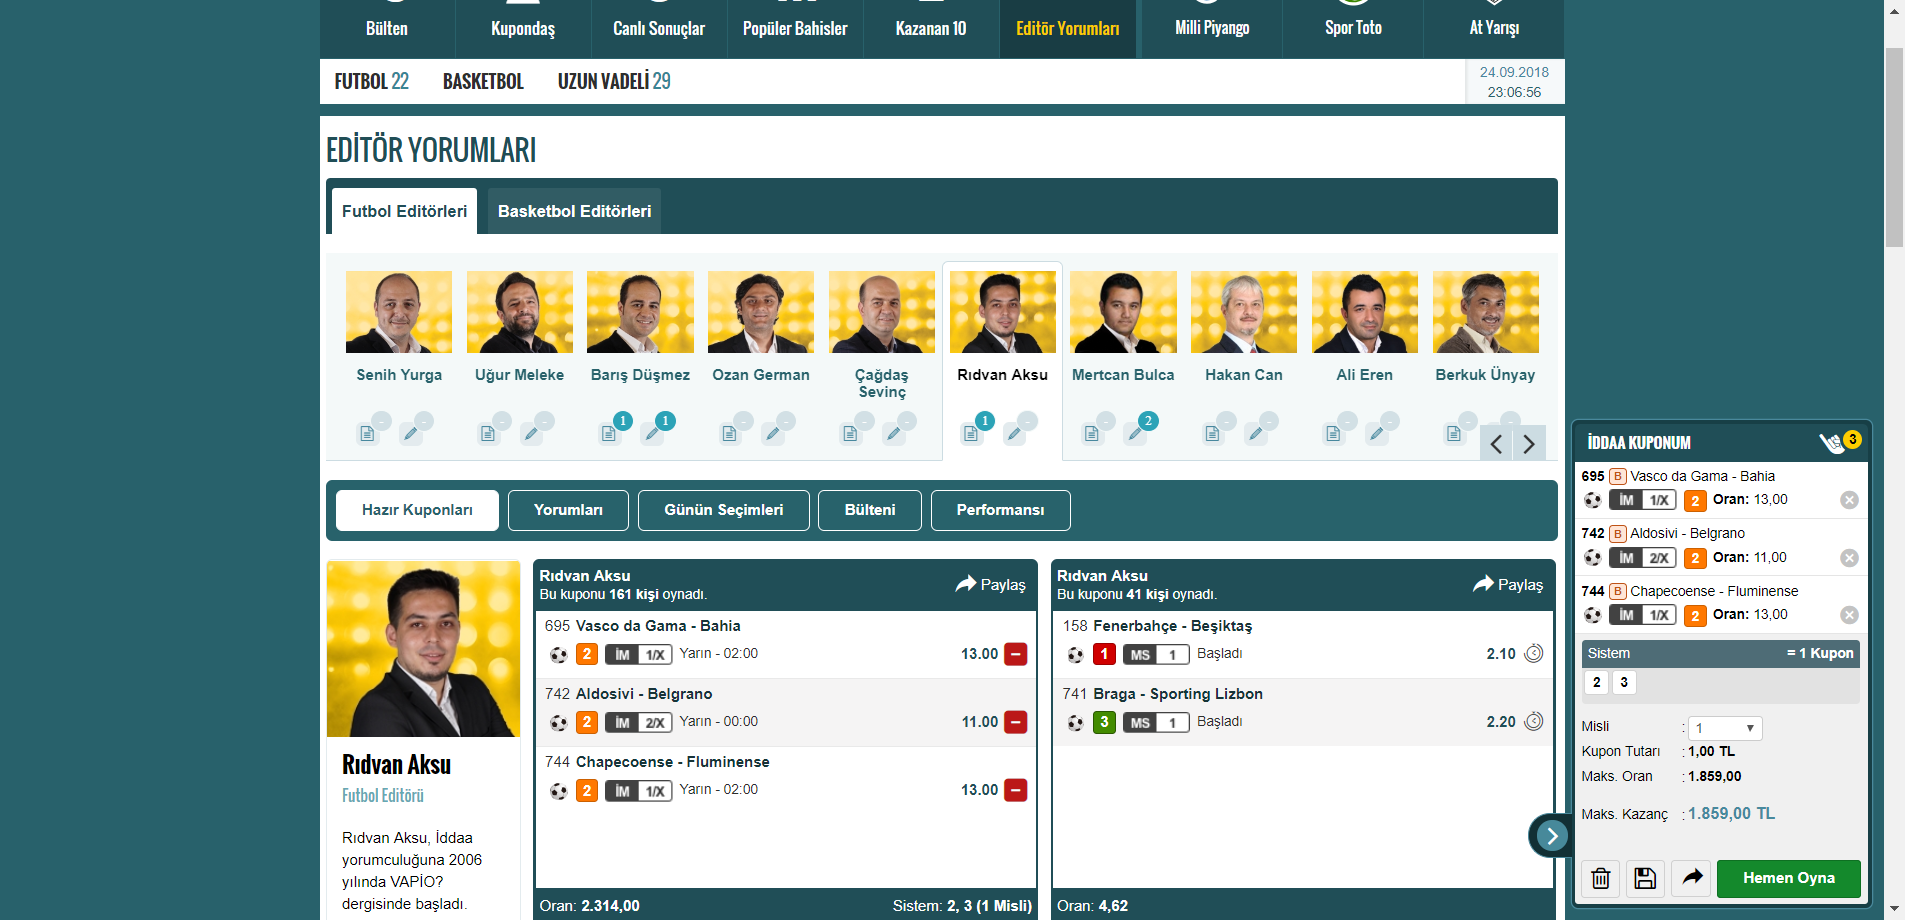 Bülten
Kupondaş
Canlı Sonuçlar
Popüler Bahisler
Kazanan 10
Editör Yorumları
Milli Piyango
Spor Toto
At Yarışı
FUTBOL 22
BASKETBOL
UZUN VADELİ 29
24.09.2018
23:06:56
EDİTÖR YORUMLARI
Futbol Editörleri
Basketbol Editörleri
Senih Yurga
Uğur Meleke
Barış Düşmez
Ozan German
Çağdaş
Sevinç
Rıdvan Aksu
Mertcan Bulca
Hakan Can
Ali Eren
Berkuk Ünyay
- -
- -
1 1
- -
- -
1 -
- 2
- -
- -
- -
Hazır Kuponları
Yorumları
Günün Seçimleri
Bülteni
Performansı
Rıdvan Aksu
Futbol Editörü
Rıdvan Aksu, İddaa
yorumculuğuna 2006
yılında VAPİO?
dergisinde başladı.
Rıdvan Aksu
Bu kuponu 161 kişi oynadı.
Paylaş
695 Vasco da Gama - Bahia
2 İM 1/X Yarın - 02:00 13.00
742 Aldosivi - Belgrano
2 İM 2/X Yarın - 00:00 11.00
744 Chapecoense - Fluminense
2 İM 1/X Yarın - 02:00 13.00
Oran: 2.314,00 Sistem: 2, 3 (1 Misli)
Rıdvan Aksu
Bu kuponu 41 kişi oynadı.
Paylaş
158 Fenerbahçe - Beşiktaş
1 MS 1 Başladı 2.10
741 Braga - Sporting Lizbon
3 MS 1 Başladı 2.20
Oran: 4,62
İDDAA KUPONUM 3
695 B Vasco da Gama - Bahia
İM 1/X 2 Oran: 13,00
742 B Aldosivi - Belgrano
İM 2/X 2 Oran: 11,00
744 B Chapecoense - Fluminense
İM 1/X 2 Oran: 13,00
Sistem = 1 Kupon
2 3
Misli : 1
Kupon Tutarı : 1,00 TL
Maks. Oran : 1.859,00
Maks. Kazanç : 1.859,00 TL
Hemen Oyna